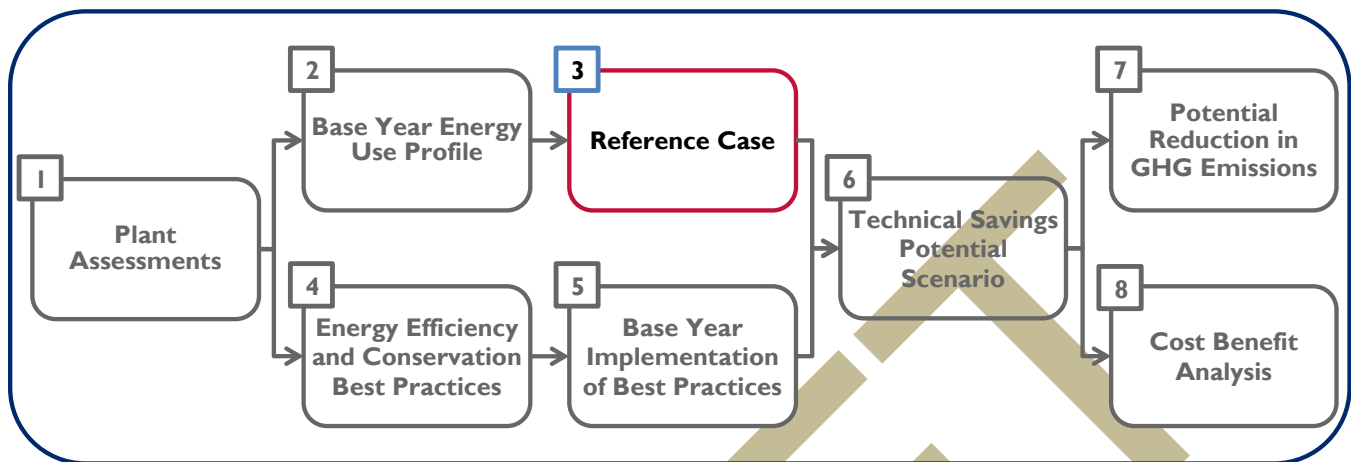 1
Plant
Assessments
2
Base Year Energy
Use Profile
3
Reference Case
4
Energy Efficiency
and Conservation
Best Practices
5
Base Year
Implementation
of Best Practices
6
Technical Savings
Potential
Scenario
7
Potential
Reduction in
GHG Emissions
8
Cost Benefit
Analysis